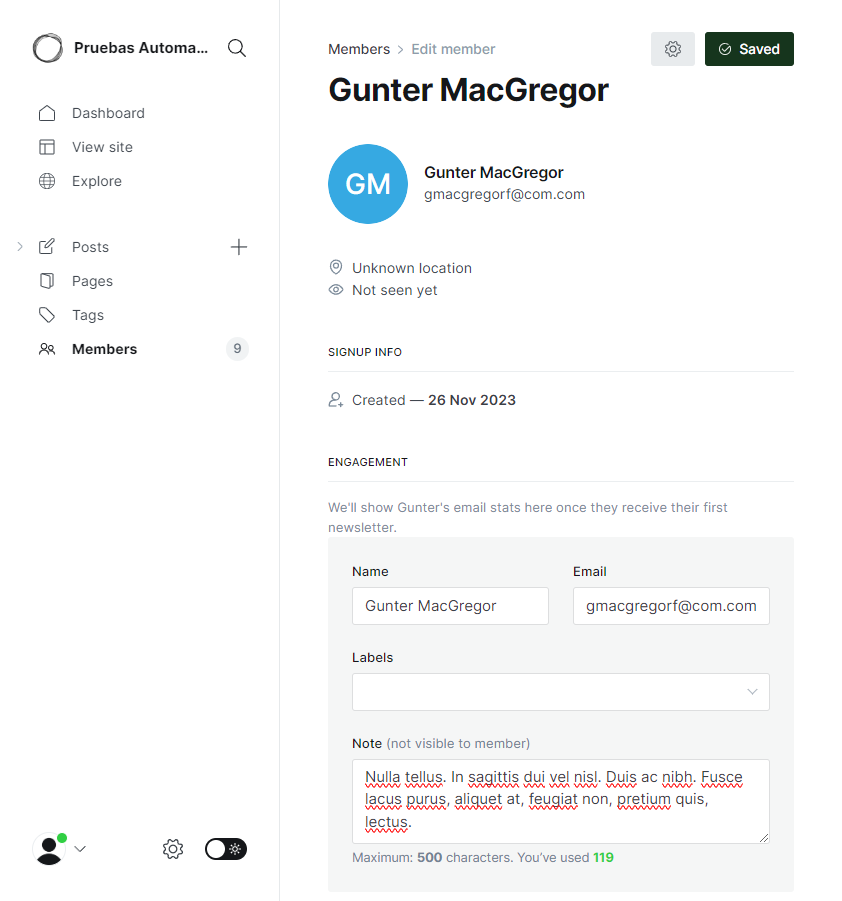 Pruebas Automa...
Dashboard
View site
Explore
Posts
Pages
Tags
Members
9
Members > Edit member
Saved
Gunter MacGregor
GM
Gunter MacGregor
gmacgregorf@com.com
Unknown location
Not seen yet
SIGNUP INFO
Created — 26 Nov 2023
ENGAGEMENT
We'll show Gunter's email stats here once they receive their first
newsletter.
Name
Email
Gunter MacGregor
gmacgregorf@com.com
Labels
Note (not visible to member)
Nulla tellus. In sagittis dui vel nisl. Duis ac nibh. Fusce
lacus purus, aliquet at, feugiat non, pretium quis,
lectus.
Maximum: 500 characters. You've used 119